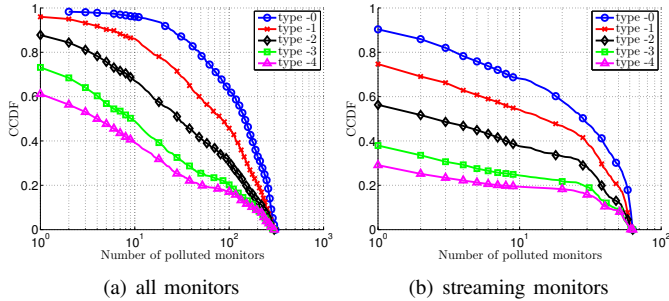 1
0.8
0.6
0.4
0.2
0
CCDF
10^0
10^1
10^2
10^3
Number of polluted monitors
type -0
type -1
type -2
type -3
type -4
(a) all monitors
1
0.8
0.6
0.4
0.2
0
CCDF
10^0
10^1
10^2
Number of polluted monitors
type -0
type -1
type -2
type -3
type -4
(b) streaming monitors